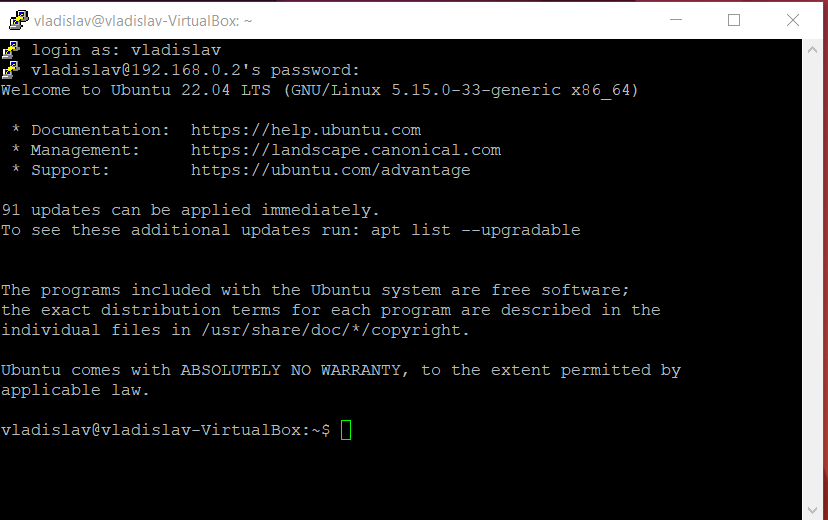 vladislav@vladislav-VirtualBox: ~
login as: vladislav
vladislav@192.168.0.2's password:
Welcome to Ubuntu 22.04 LTS (GNU/Linux 5.15.0-33-generic x86_64)
* Documentation:  https://help.ubuntu.com
* Management:     https://landscape.canonical.com
* Support:        https://ubuntu.com/advantage
91 updates can be applied immediately.
To see these additional updates run: apt list --upgradable
The programs included with the Ubuntu system are free software;
the exact distribution terms for each program are described in the
individual files in /usr/share/doc/*/copyright.
Ubuntu comes with ABSOLUTELY NO WARRANTY, to the extent permitted by
applicable law.
vladislav@vladislav-VirtualBox:~$